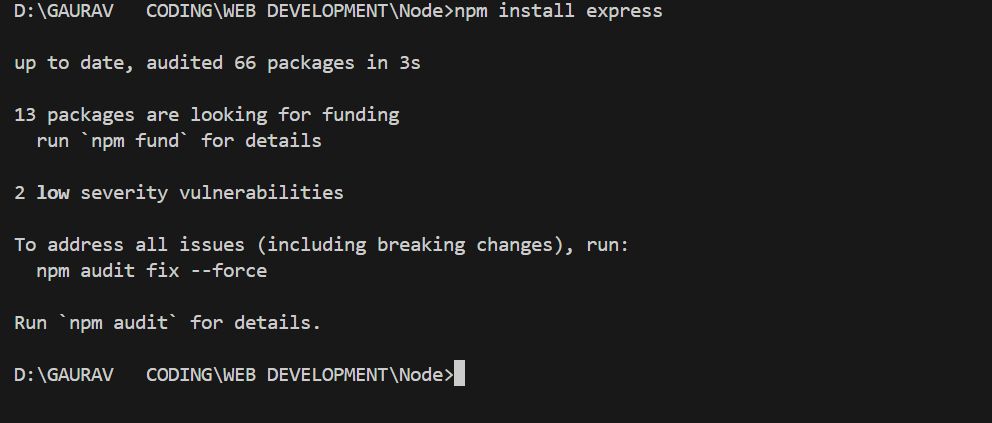 D:\GAURAV   CODING\WEB DEVELOPMENT\Node>npm install express
up to date, audited 66 packages in 3s
13 packages are looking for funding
  run `npm fund` for details
2 low severity vulnerabilities
To address all issues (including breaking changes), run:
  npm audit fix --force
Run `npm audit` for details.
D:\GAURAV   CODING\WEB DEVELOPMENT\Node>